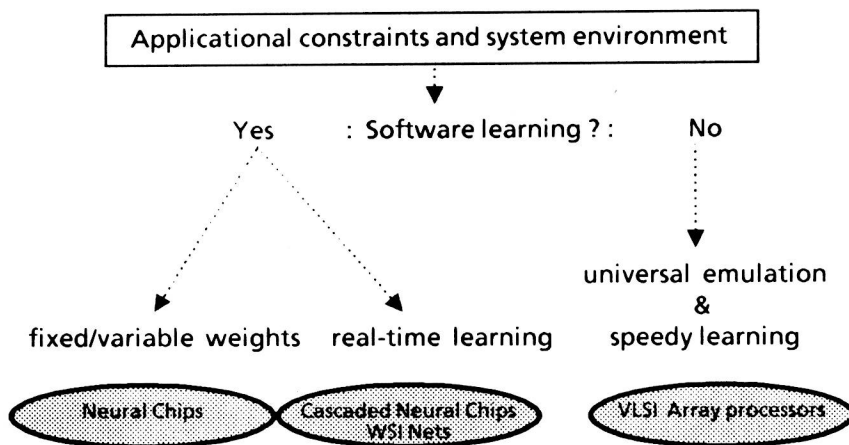 Applicational constraints and system environment
Yes : Software learning ? : No
universal emulation
&
fixed/variable weights real-time learning speedy learning
Neural Chips Cascaded Neural Chips VLSI Array processors
WSI Nets